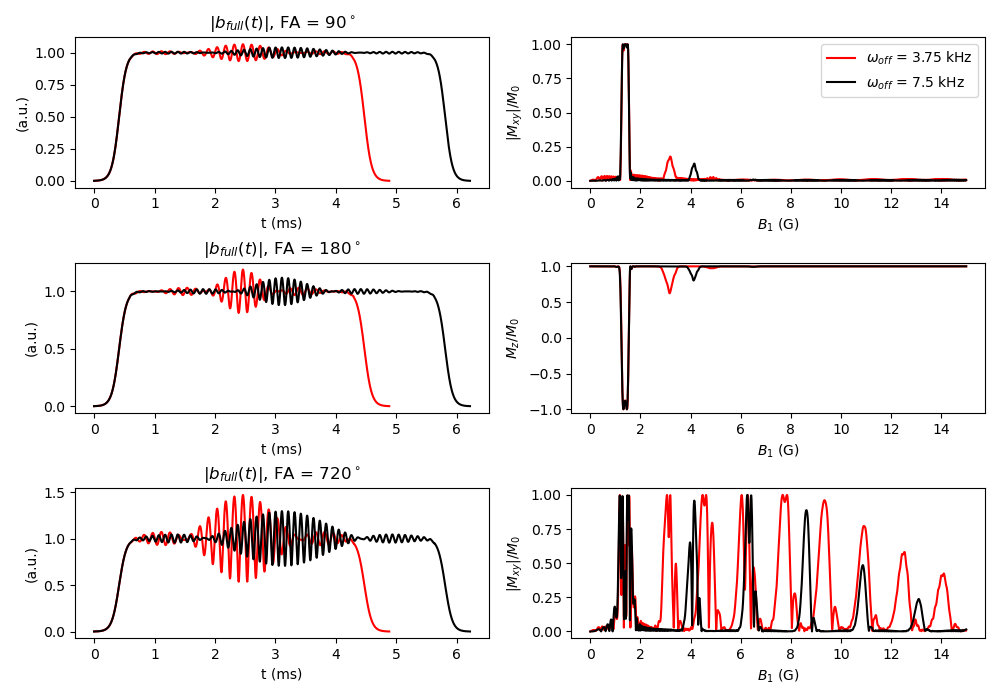 |b_full(t)|, FA = 90°
1.00
0.75
0.50
0.25
0.00
(a.u.)
0 1 2 3 4 5 6
t (ms)
1.00
0.75
0.50
0.25
0.00
|M_xy|/M_0
ω_off = 3.75 kHz
ω_off = 7.5 kHz
0 2 4 6 8 10 12 14
B_1 (G)
|b_full(t)|, FA = 180°
1.0
0.5
0.0
(a.u.)
0 1 2 3 4 5 6
t (ms)
1.0
0.5
0.0
−0.5
−1.0
M_z/M_0
0 2 4 6 8 10 12 14
B_1 (G)
|b_full(t)|, FA = 720°
1.5
1.0
0.5
0.0
(a.u.)
0 1 2 3 4 5 6
t (ms)
1.00
0.75
0.50
0.25
0.00
|M_xy|/M_0
0 2 4 6 8 10 12 14
B_1 (G)